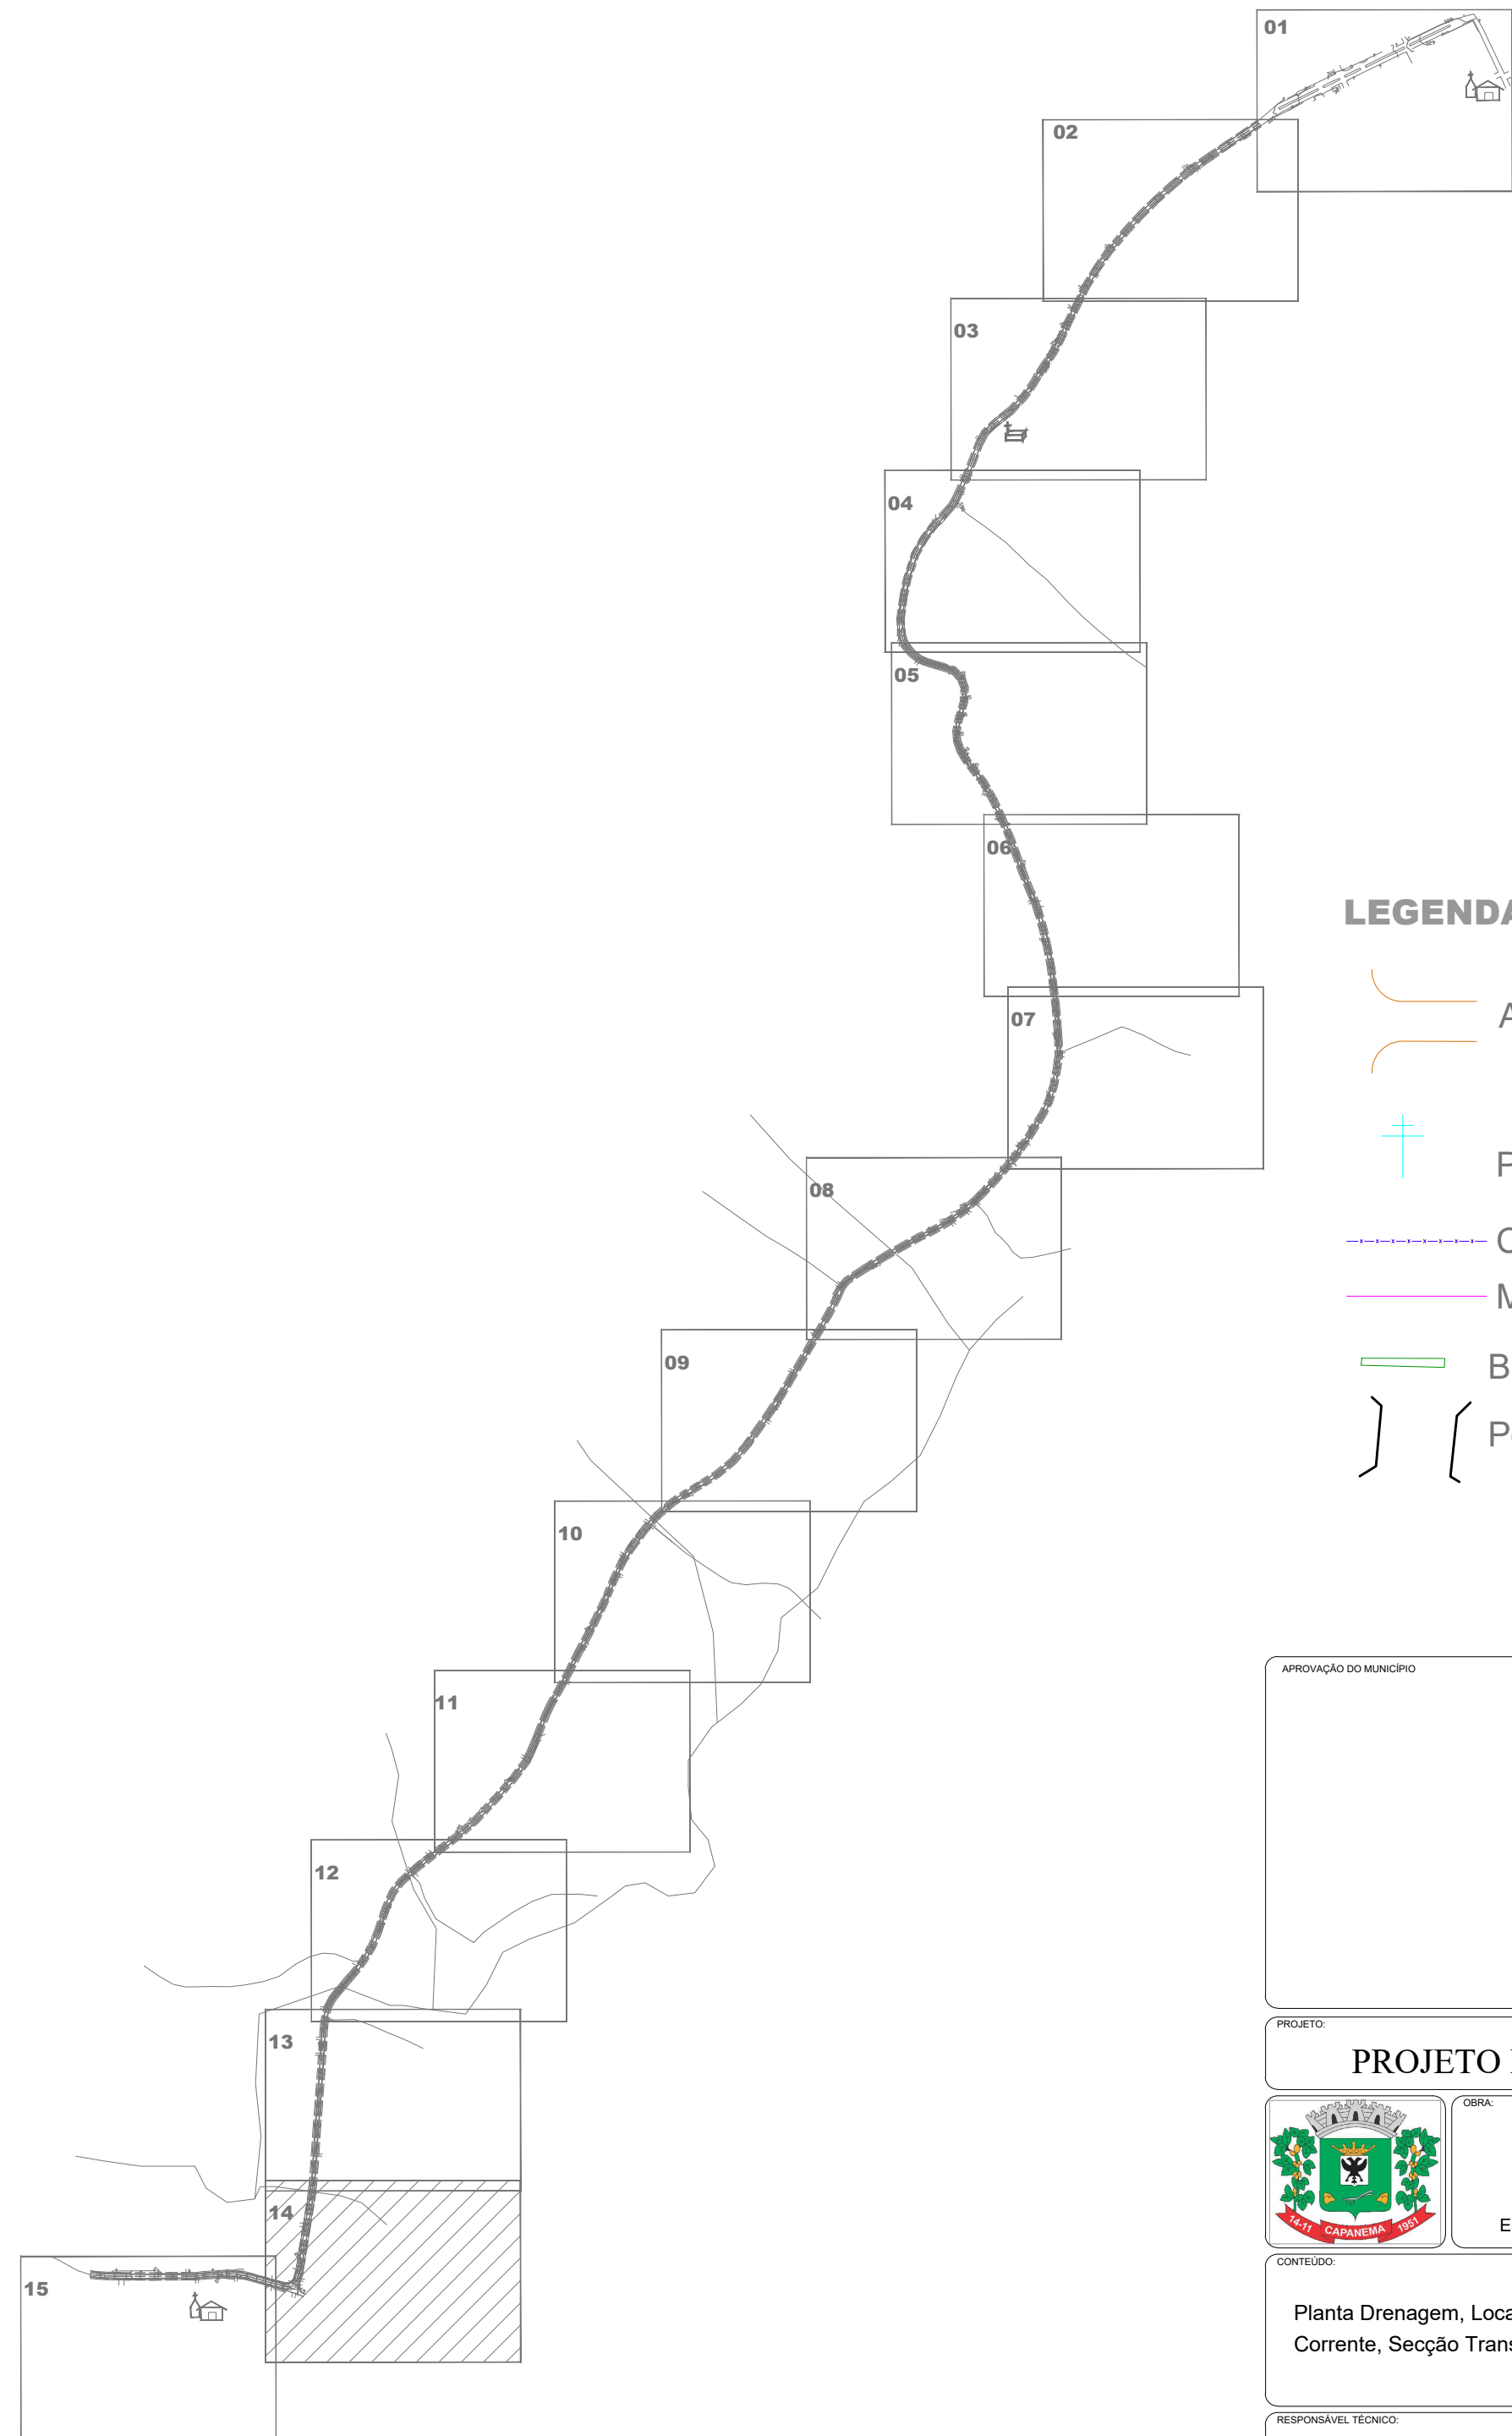 01
02
03
04
05
06
LEGENDA
07
A
P
08
C
M
09
B
P
10
APROVAÇÃO DO MUNICÍPIO
11
12
PROJETO:
13
PROJETO
OBRA:
14
14-11 CAPANEMA 1951
E
CONTEÚDO:
15
Planta Drenagem, Loca
Corrente, Secção Trans
RESPONSÁVEL TÉCNICO: